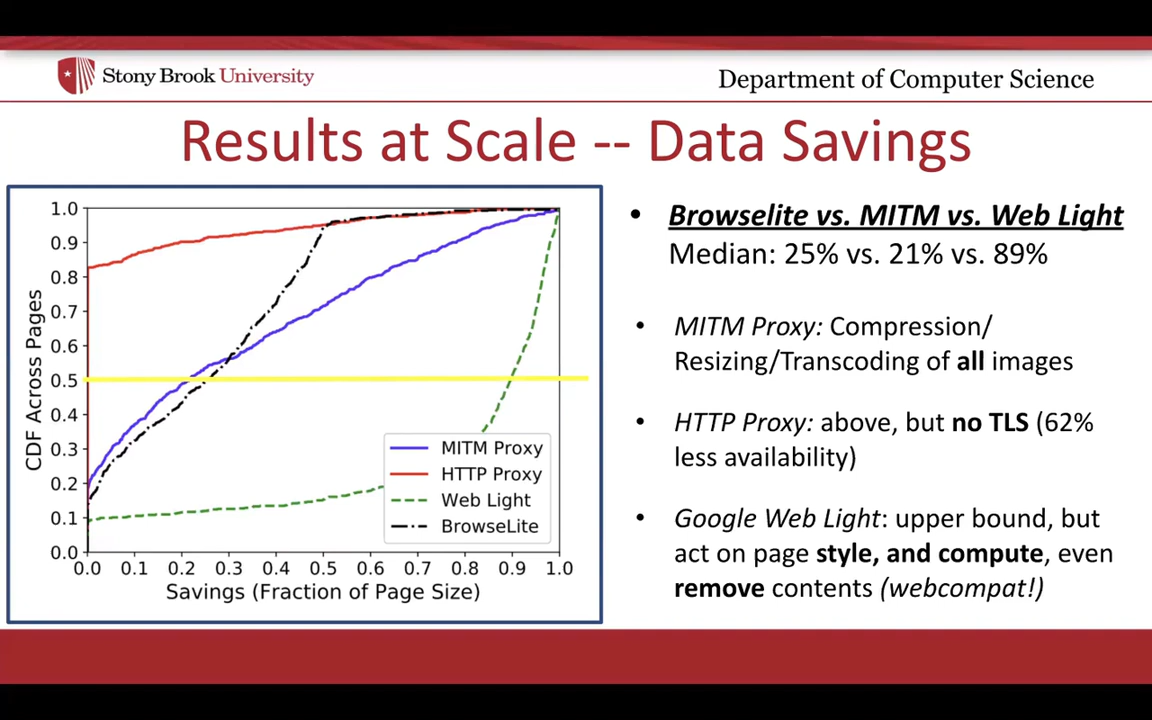 Stony Brook University
Department of Computer Science
Results at Scale -- Data Savings
1.0
0.9
0.8
0.7
0.6
0.5
0.4
0.3
0.2
0.1
0.0
CDF Across Pages
MITM Proxy
HTTP Proxy
Web Light
BrowseLite
0.0 0.1 0.2 0.3 0.4 0.5 0.6 0.7 0.8 0.9 1.0
Savings (Fraction of Page Size)
• Browselite vs. MITM vs. Web Light
Median: 25% vs. 21% vs. 89%
• MITM Proxy: Compression/
Resizing/Transcoding of all images
• HTTP Proxy: above, but no TLS (62%
less availability)
• Google Web Light: upper bound, but
act on page style, and compute, even
remove contents (webcompat!)